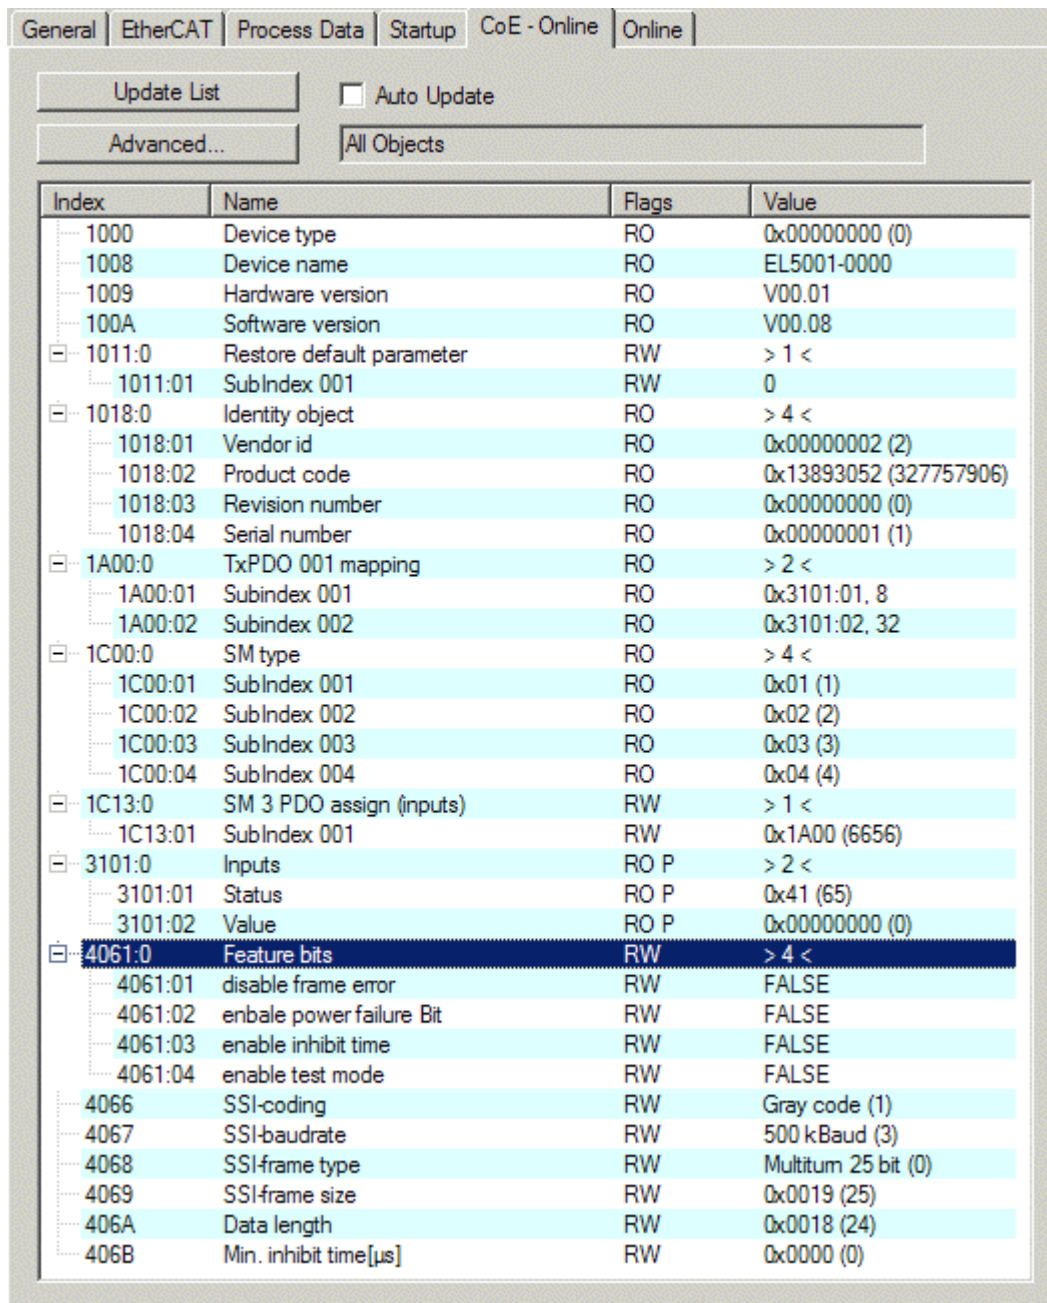 General EtherCAT Process Data Startup CoE - Online Online
Update List Auto Update
Advanced... All Objects
Index Name Flags Value
1000 Device type RO 0x00000000 (0)
1008 Device name RO EL5001-0000
1009 Hardware version RO V00.01
100A Software version RO V00.08
1011:0 Restore default parameter RW > 1 <
1011:01 SubIndex 001 RW 0
1018:0 Identity object RO > 4 <
1018:01 Vendor id RO 0x00000002 (2)
1018:02 Product code RO 0x13893052 (327757906)
1018:03 Revision number RO 0x00000000 (0)
1018:04 Serial number RO 0x00000001 (1)
1A00:0 TxPDO 001 mapping RO > 2 <
1A00:01 Subindex 001 RO 0x3101:01, 8
1A00:02 Subindex 002 RO 0x3101:02, 32
1C00:0 SM type RO > 4 <
1C00:01 SubIndex 001 RO 0x01 (1)
1C00:02 SubIndex 002 RO 0x02 (2)
1C00:03 SubIndex 003 RO 0x03 (3)
1C00:04 SubIndex 004 RO 0x04 (4)
1C13:0 SM 3 PDO assign (inputs) RW > 1 <
1C13:01 SubIndex 001 RW 0x1A00 (6656)
3101:0 Inputs RO P > 2 <
3101:01 Status RO P 0x41 (65)
3101:02 Value RO P 0x00000000 (0)
4061:0 Feature bits RW > 4 <
4061:01 disable frame error RW FALSE
4061:02 enbale power failure Bit RW FALSE
4061:03 enable inhibit time RW FALSE
4061:04 enable test mode RW FALSE
4066 SSI-coding RW Gray code (1)
4067 SSI-baudrate RW 500 kBaud (3)
4068 SSI-frame type RW Multiturn 25 bit (0)
4069 SSI-frame size RW 0x0019 (25)
406A Data length RW 0x0018 (24)
406B Min. inhibit time[µs] RW 0x0000 (0)